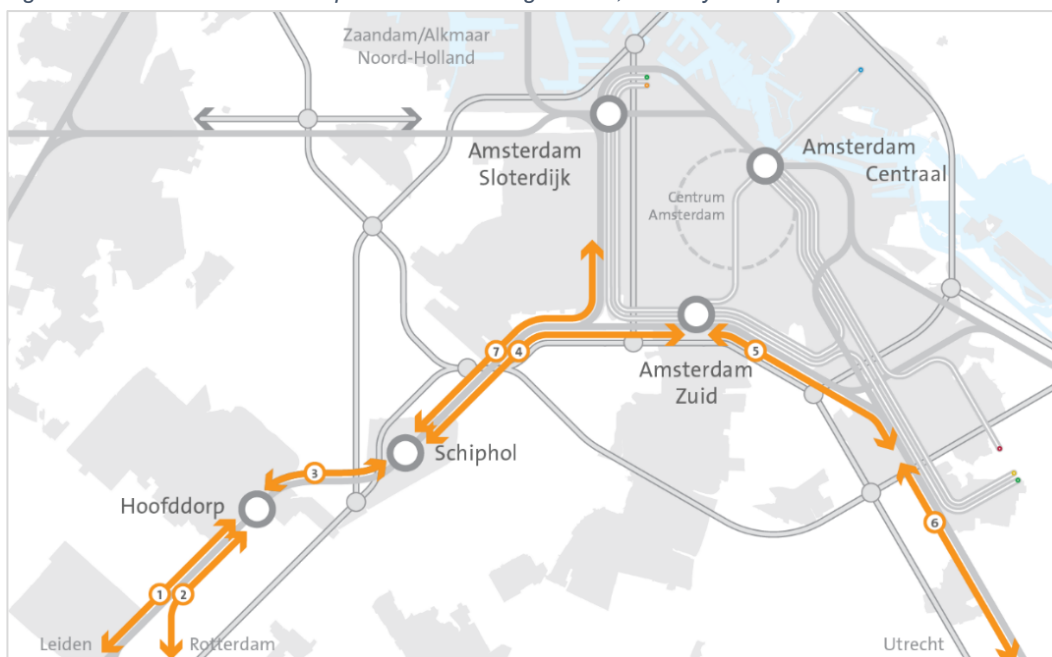 Zaandam/Alkmaar
Noord-Holland
Amsterdam
Sloterdijk
Amsterdam
Centraal
Centrum
Amsterdam
7
4
5
Amsterdam
Zuid
Schiphol
3
Hoofddorp
6
1
2
Leiden
Rotterdam
Utrecht